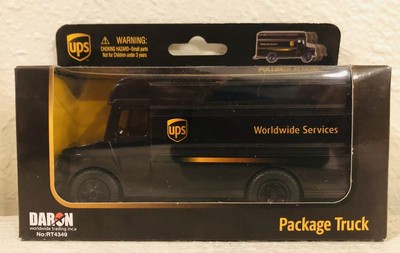 ups
WARNING:
CHOKING HAZARD--Small parts
Not for Children under 3 years
PULLBACK ACTION
ups
Worldwide Services
DARON
worldwide trading inc.
No:RT4349
Package Truck